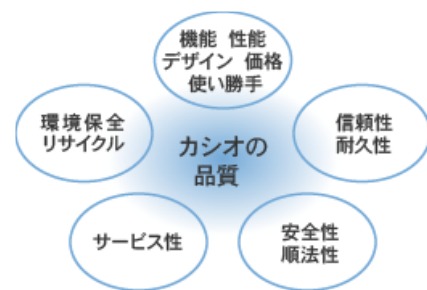 機能 性能
デザイン 価格
使い勝手
環境保全
リサイクル
カシオの
品質
信頼性
耐久性
サービス性
安全性
順法性